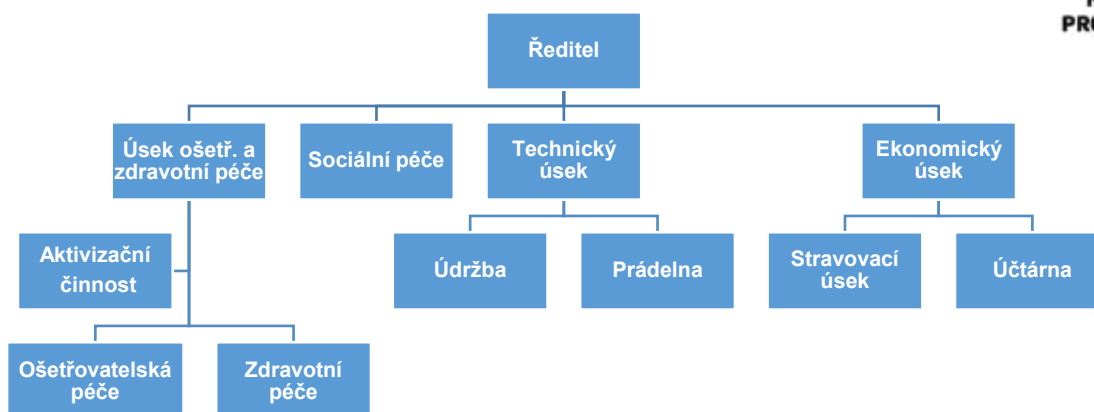 Ředitel
Úsek ošetř. a
zdravotní péče
Sociální péče
Technický
úsek
Ekonomický
úsek
Aktivizační
činnost
Údržba
Prádelna
Stravovací
úsek
Účtárna
Ošetřovatelská
péče
Zdravotní
péče